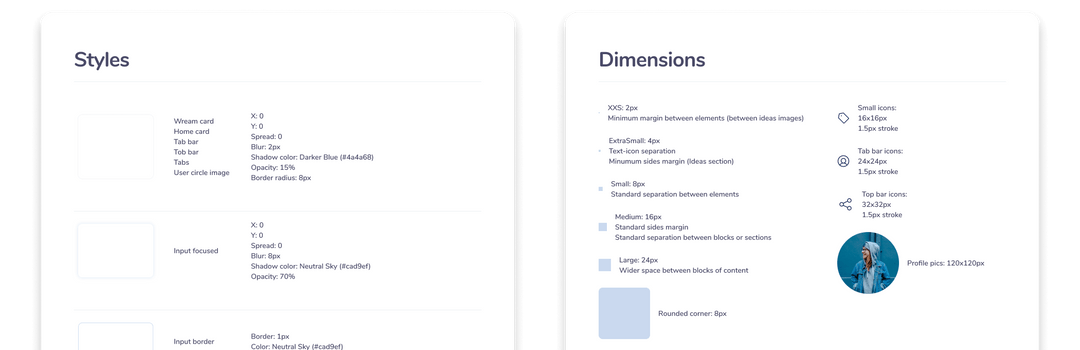 Styles
Wream card
Home card
Tab bar
Tob bar
Tabs
User circle image
X: 0
Y: 0
Spread: 0
Blur: 2px
Shadow color: Darker Blue (#4a4a68)
Opacity: 15%
Border radius: 8px
Input focused
X: 0
Y: 0
Spread: 0
Blur: 8px
Shadow color: Neutral Sky (#cad9ef)
Opacity: 70%
Input border
Border: 1px
Color: Neutral Sky (#cad9ef)
Dimensions
XXS: 2px
Minimum margin between elements (between ideas images)
ExtraSmall: 4px
Text-icon separation
Minumum sides margin (Ideas section)
Small: 8px
Standard separation between elements
Medium: 16px
Standard sides margin
Standard separation between blocks or sections
Large: 24px
Wider space between blocks of content
Rounded corner: 8px
Small icons:
16x16px
1.5px stroke
Tab bar icons:
24x24px
1.5px stroke
Top bar icons:
32x32px
1.5px stroke
Profile pics: 120x120px